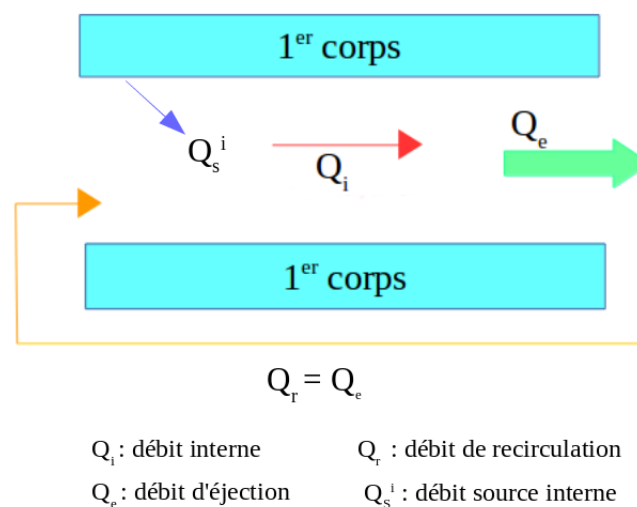 1er corps
Qe
Qsi
Qi
1er corps
Qr = Qe
Qi : débit interne
Qr : débit de recirculation
Qe : débit d'éjection
Qsi : débit source interne